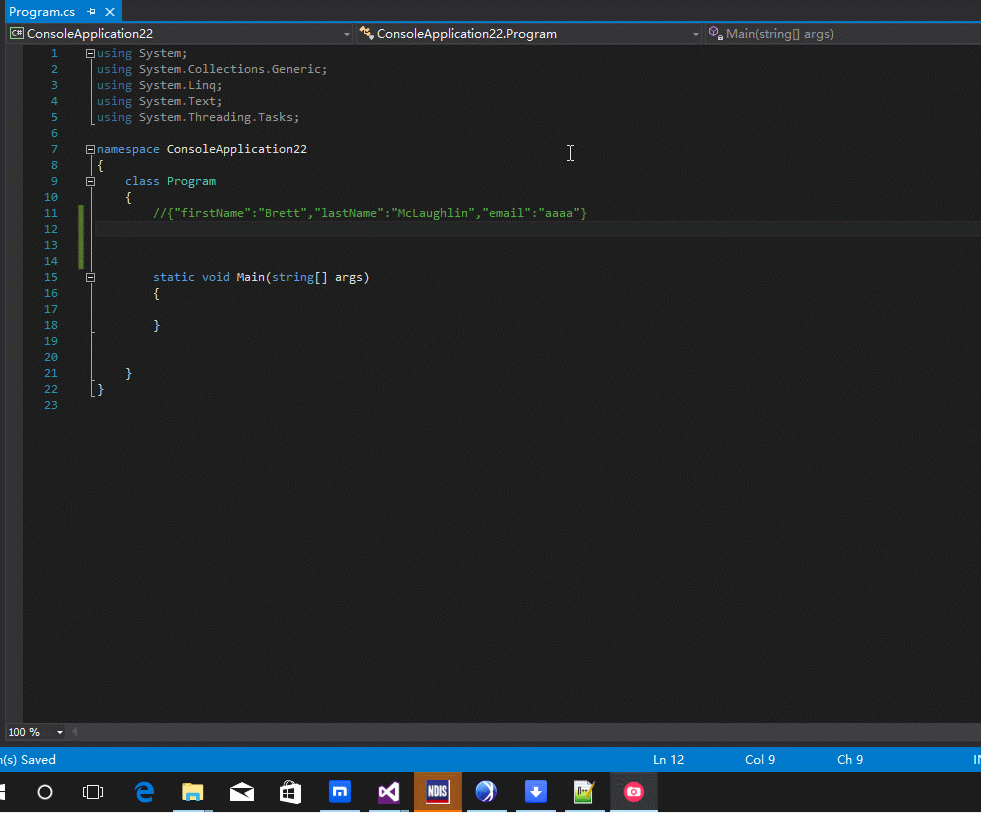 Program.cs
C# ConsoleApplication22 ConsoleApplication22.Program Main(string[] args)
1 using System;
2 using System.Collections.Generic;
3 using System.Linq;
4 using System.Text;
5 using System.Threading.Tasks;
6
7 namespace ConsoleApplication22
8 {
9 class Program
10 {
11 //{"firstName":"Brett","lastName":"McLaughlin","email":"aaaa"}
12
13
14
15 static void Main(string[] args)
16 {
17
18 }
19
20
21 }
22 }
23
100 %
(s) Saved Ln 12 Col 9 Ch 9
NDIS